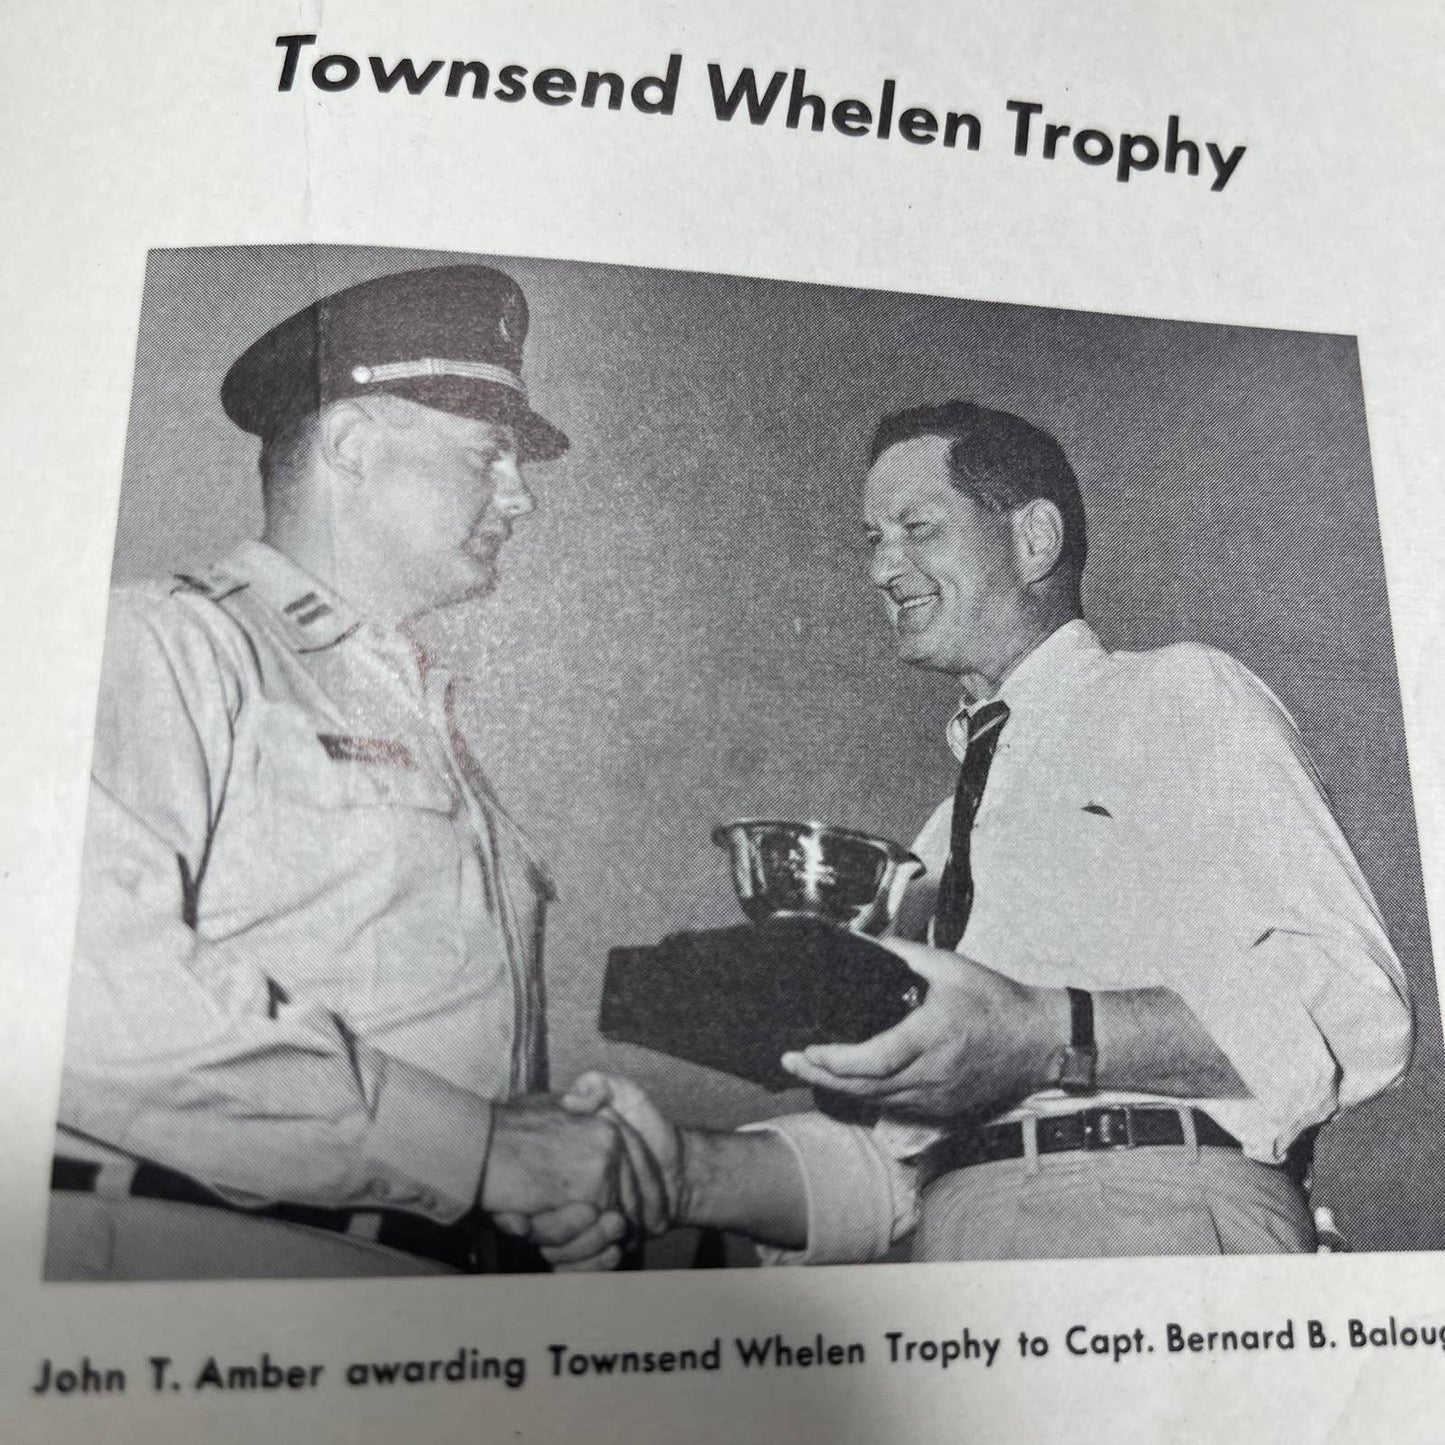 Townsend Whelen Trophy
John T. Amber awarding Townsend Whelen Trophy to Capt. Bernard B.